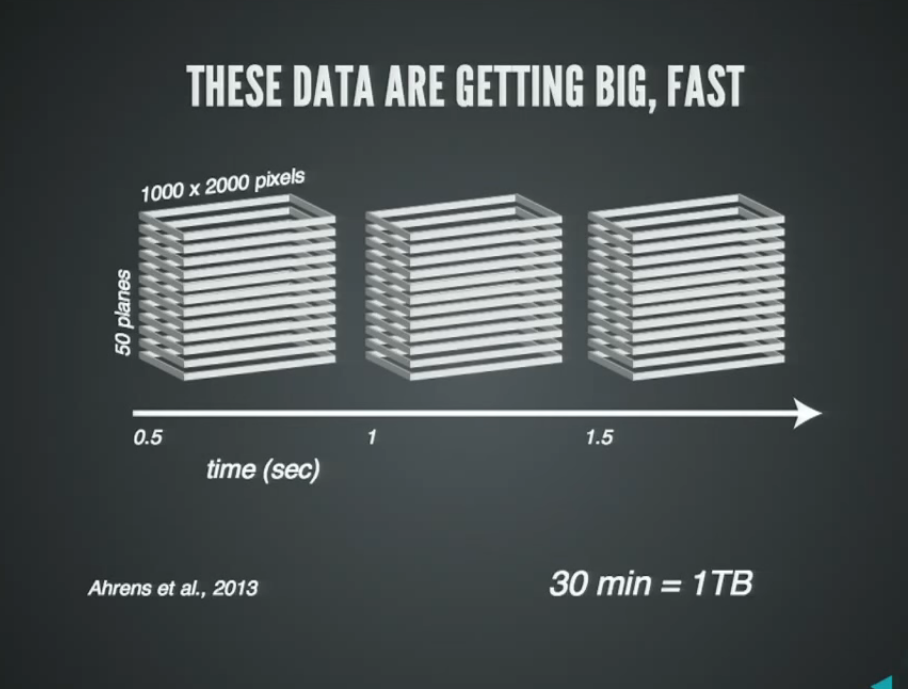 THESE DATA ARE GETTING BIG, FAST
1000 x 2000 pixels
50 planes
0.5
1
1.5
time (sec)
Ahrens et al., 2013
30 min = 1TB